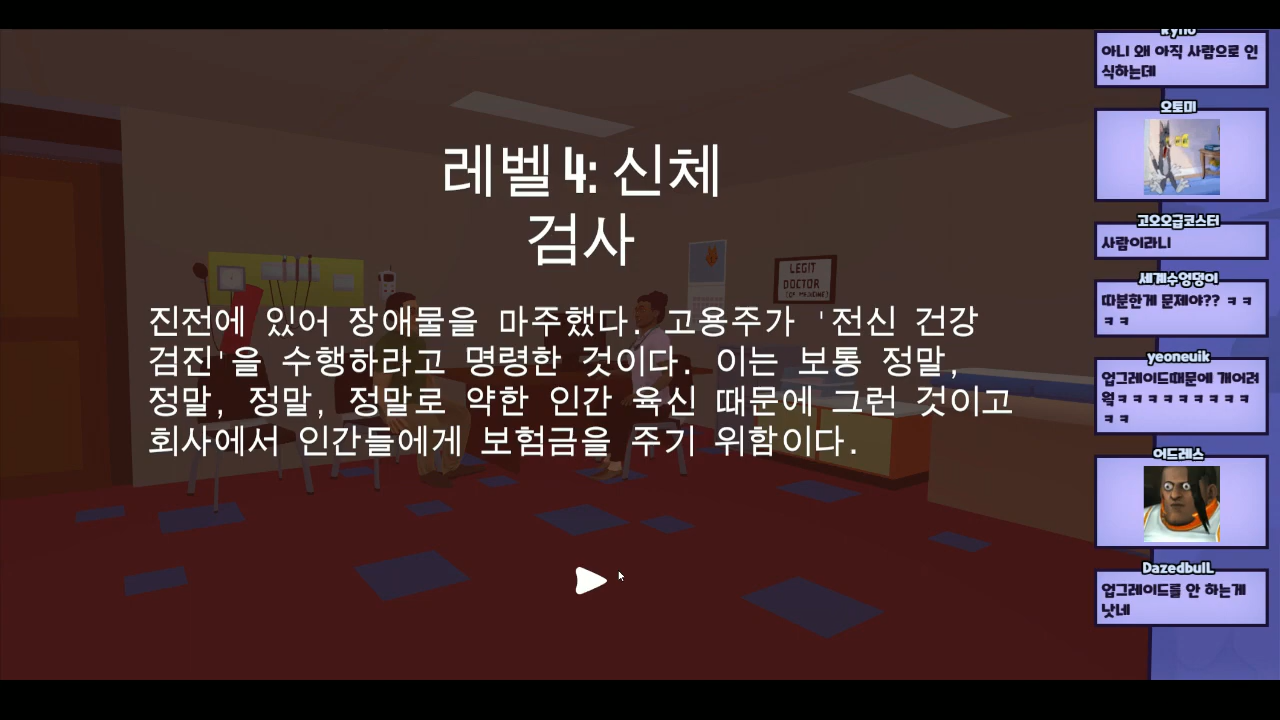 레벨 4: 신체
검사
진전에 있어 장애물을 마주했다. 고용주가 '전신 건강
검진'을 수행하라고 명령한 것이다. 이는 보통 정말,
정말, 정말, 정말로 약한 인간 육신 때문에 그런 것이고
회사에서 인간들에게 보험금을 주기 위함이다.
LEGIT
DOCTOR
(OF MEDICINE)
아니 왜 아직 사람으로 인
식하는데
오토미
고오오급코스터
사람이라니
세계수엉덩이
따분한게 문제야?? ㅋㅋ
ㅋㅋ
yeoneuik
업그레이드때문에 개어려
웤ㅋㅋㅋㅋㅋㅋㅋㅋㅋ
ㅋㅋ
어드레스
DazedbulL
업그레이드를 안 하는게
낫네